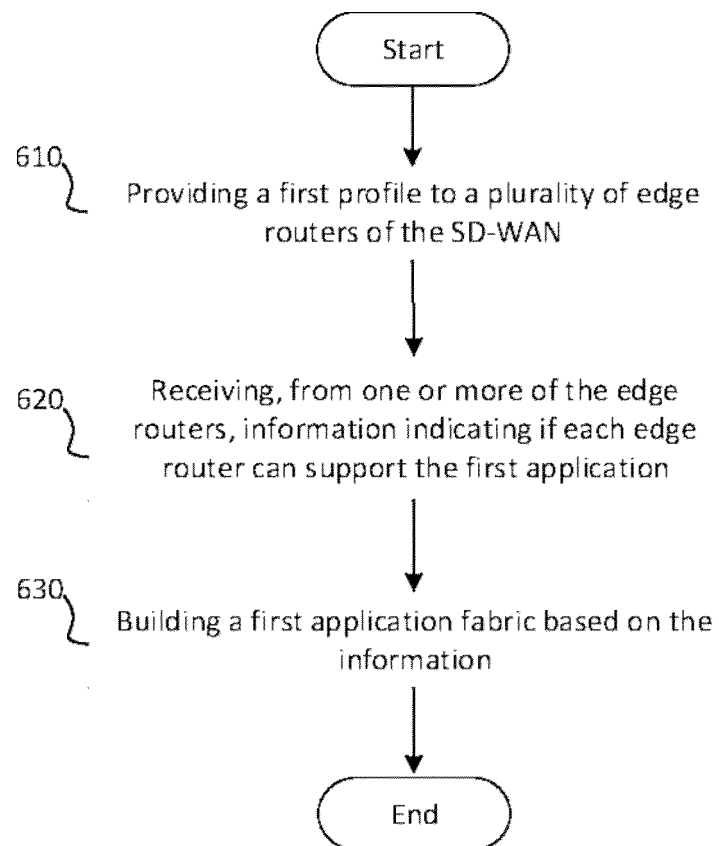 Start
610
Providing a first profile to a plurality of edge
routers of the SD-WAN
620
Receiving, from one or more of the edge
routers, information indicating if each edge
router can support the first application
630
Building a first application fabric based on the
information
End